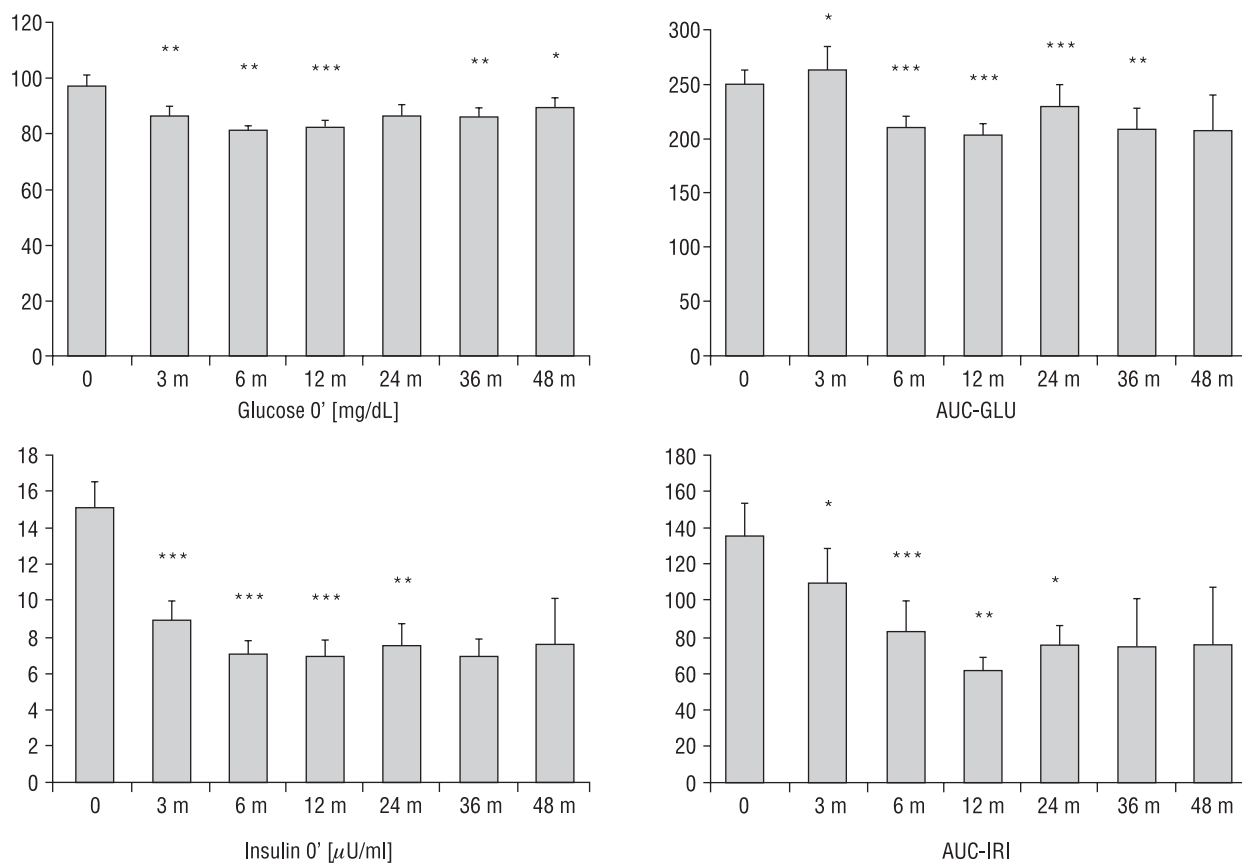 120
100
80
60
40
20
0
** ** *** ** *
0 3 m 6 m 12 m 24 m 36 m 48 m
Glucose 0' [mg/dL]
300
250
200
150
100
50
0
* *** *** *** **
0 3 m 6 m 12 m 24 m 36 m 48 m
AUC-GLU
18
16
14
12
10
8
6
4
2
0
*** *** *** **
0 3 m 6 m 12 m 24 m 36 m 48 m
Insulin 0' [μU/ml]
180
160
140
120
100
80
60
40
20
0
* *** ** *
0 3 m 6 m 12 m 24 m 36 m 48 m
AUC-IRI